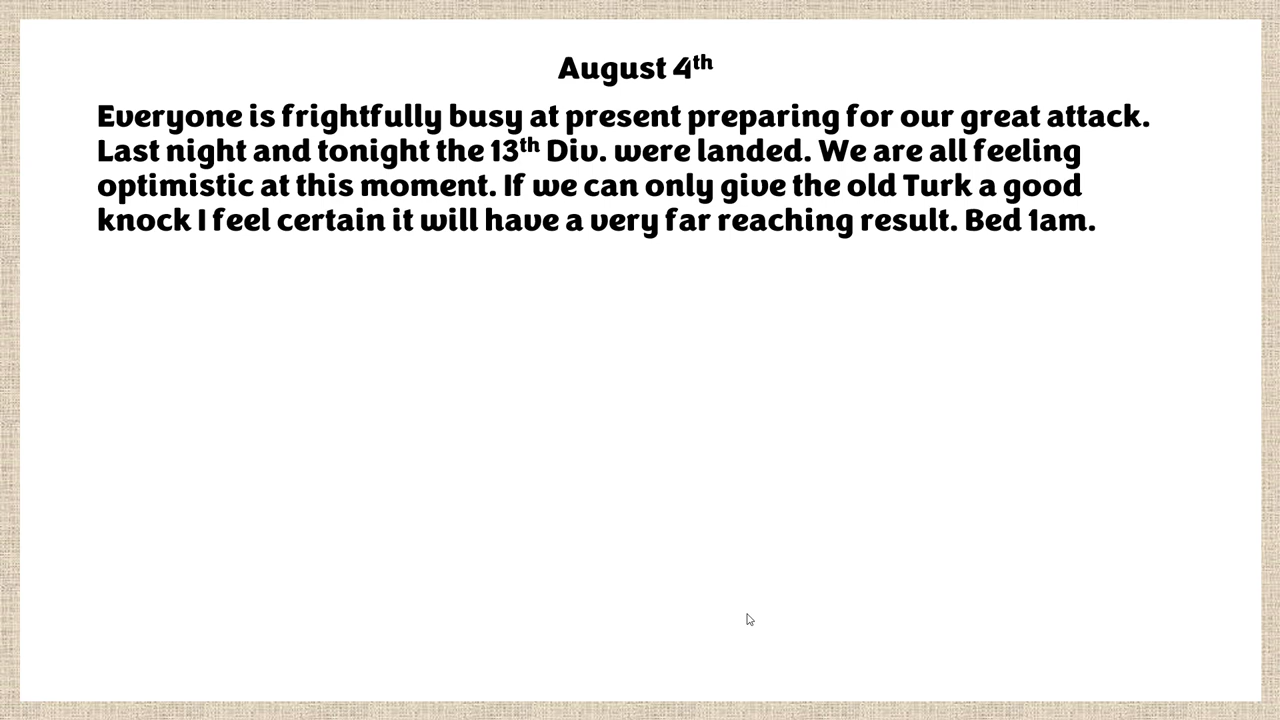 August 4th
Everyone is frightfully busy at present preparing for our great attack.
Last night and tonight the 13th Div. were landed. We are all feeling
optimistic at this moment. If we can only give the old Turk a good
knock I feel certain it will have a very far reaching result. Bed 1am.